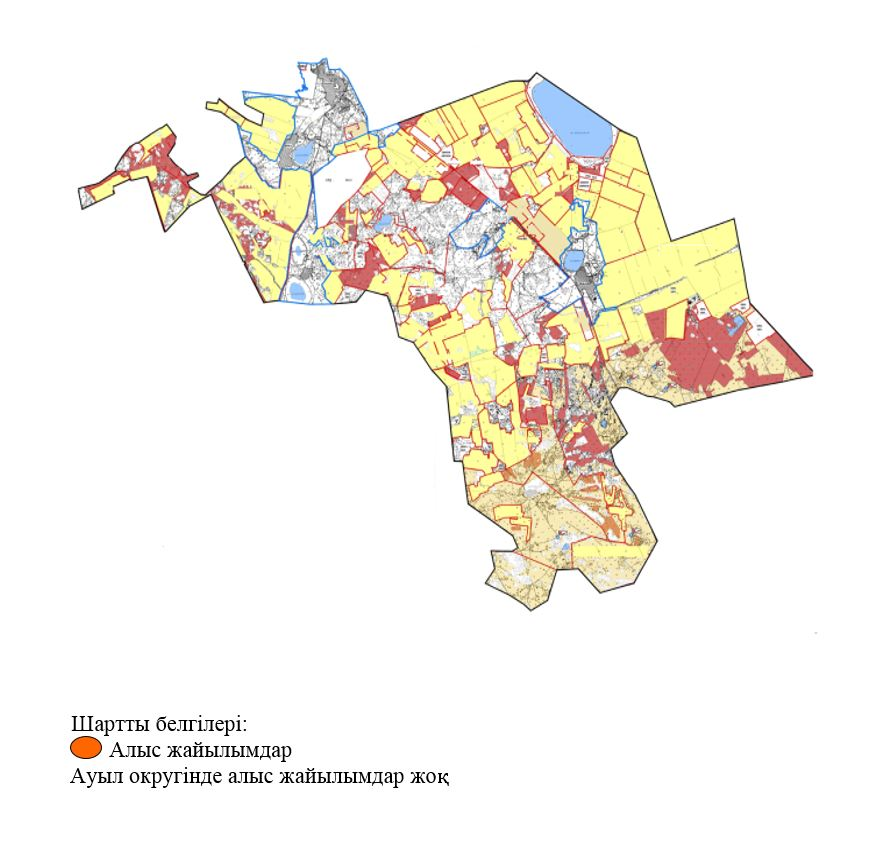 Шартты белгілері:
Алыс жайылымдар
Ауыл округінде алыс жайылымдар жоқ